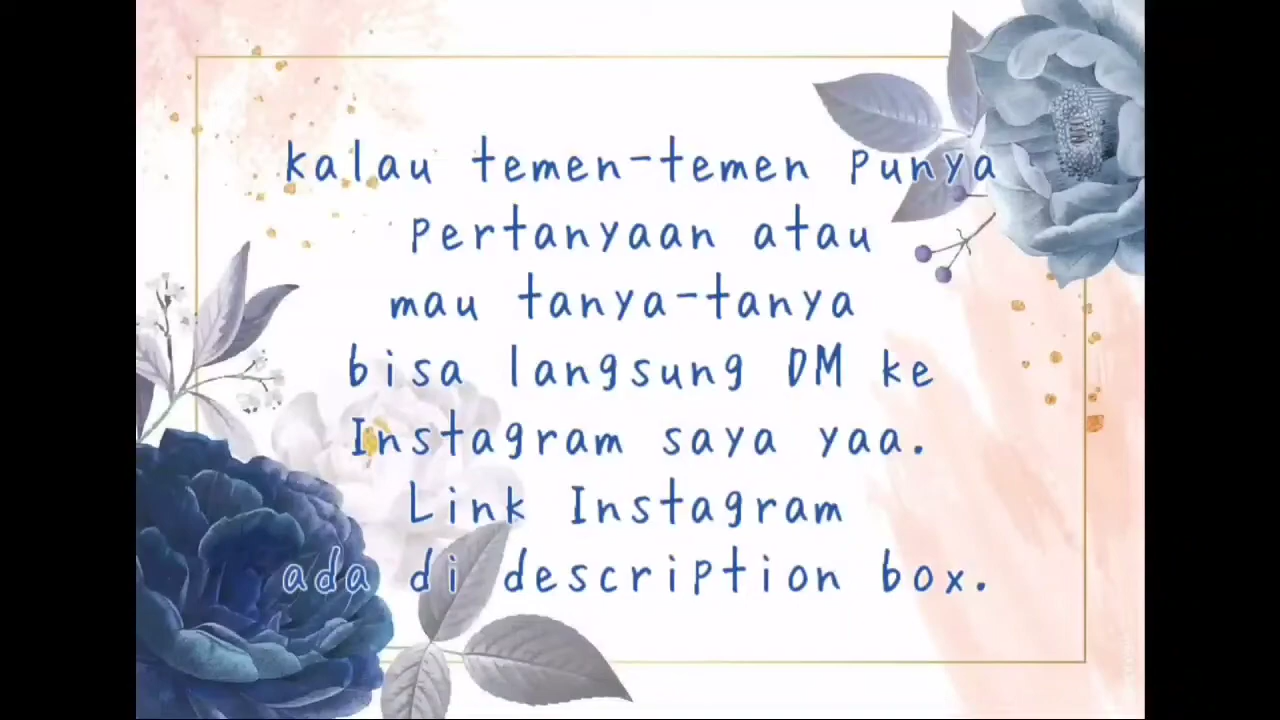 kalau temen-temen punya
pertanyaan atau
mau tanya-tanya
bisa langsung DM ke
Instagram saya yaa.
Link Instagram
ada di description box.